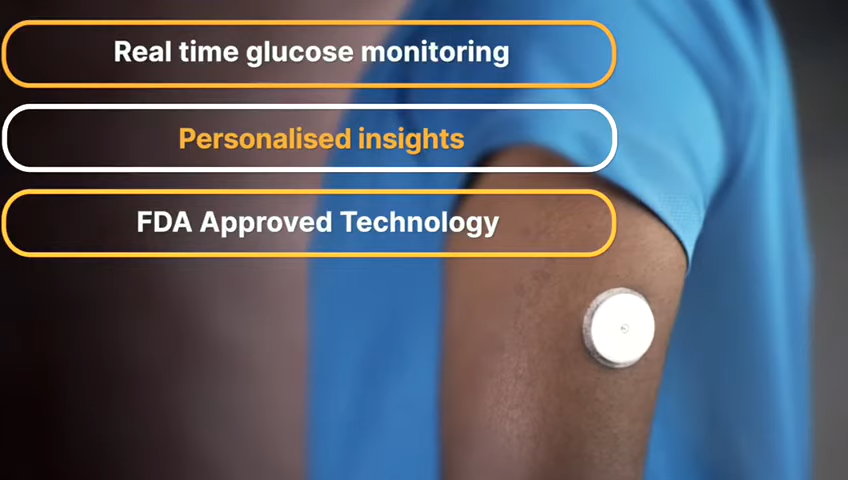 Real time glucose monitoring
Personalised insights
FDA Approved Technology